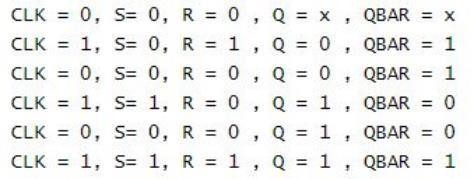 CLK = 0, S= 0, R = 0 , Q = x , QBAR = x
CLK = 1, S= 0, R = 1 , Q = 0 , QBAR = 1
CLK = 0, S= 0, R = 0 , Q = 0 , QBAR = 1
CLK = 1, S= 1, R = 0 , Q = 1 , QBAR = 0
CLK = 0, S= 0, R = 0 , Q = 1 , QBAR = 0
CLK = 1, S= 1, R = 1 , Q = 1 , QBAR = 1